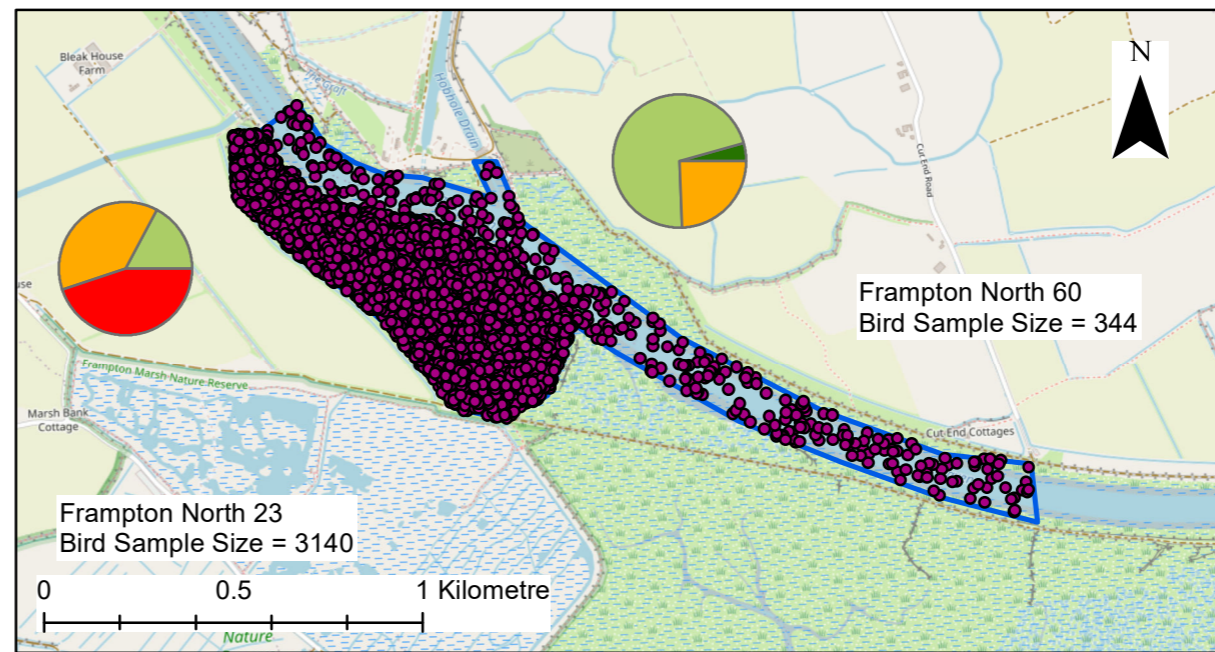 Bleak House
Farm
Hobhole Drain
N
Cut End Road
Frampton North 60
Bird Sample Size = 344
use
Frampton Marsh Nature Reserve
Marsh Bank
Cottage
Cut End Cottages
Frampton North 23
Bird Sample Size = 3140
0 0.5 1 Kilometre
Nature